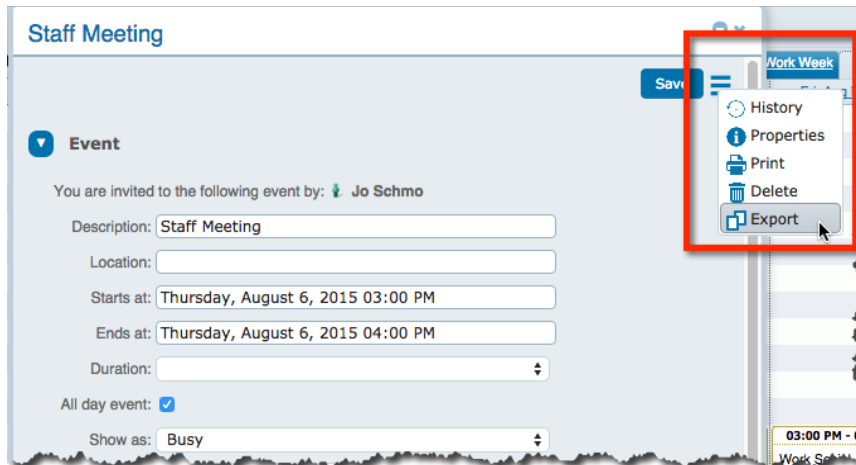 Staff Meeting
Work Week
Save
History
Properties
Print
Delete
Export
Event
You are invited to the following event by: Jo Schmo
Description: Staff Meeting
Location:
Starts at: Thursday, August 6, 2015 03:00 PM
Ends at: Thursday, August 6, 2015 04:00 PM
Duration:
All day event:
Show as: Busy
03:00 PM -
Work